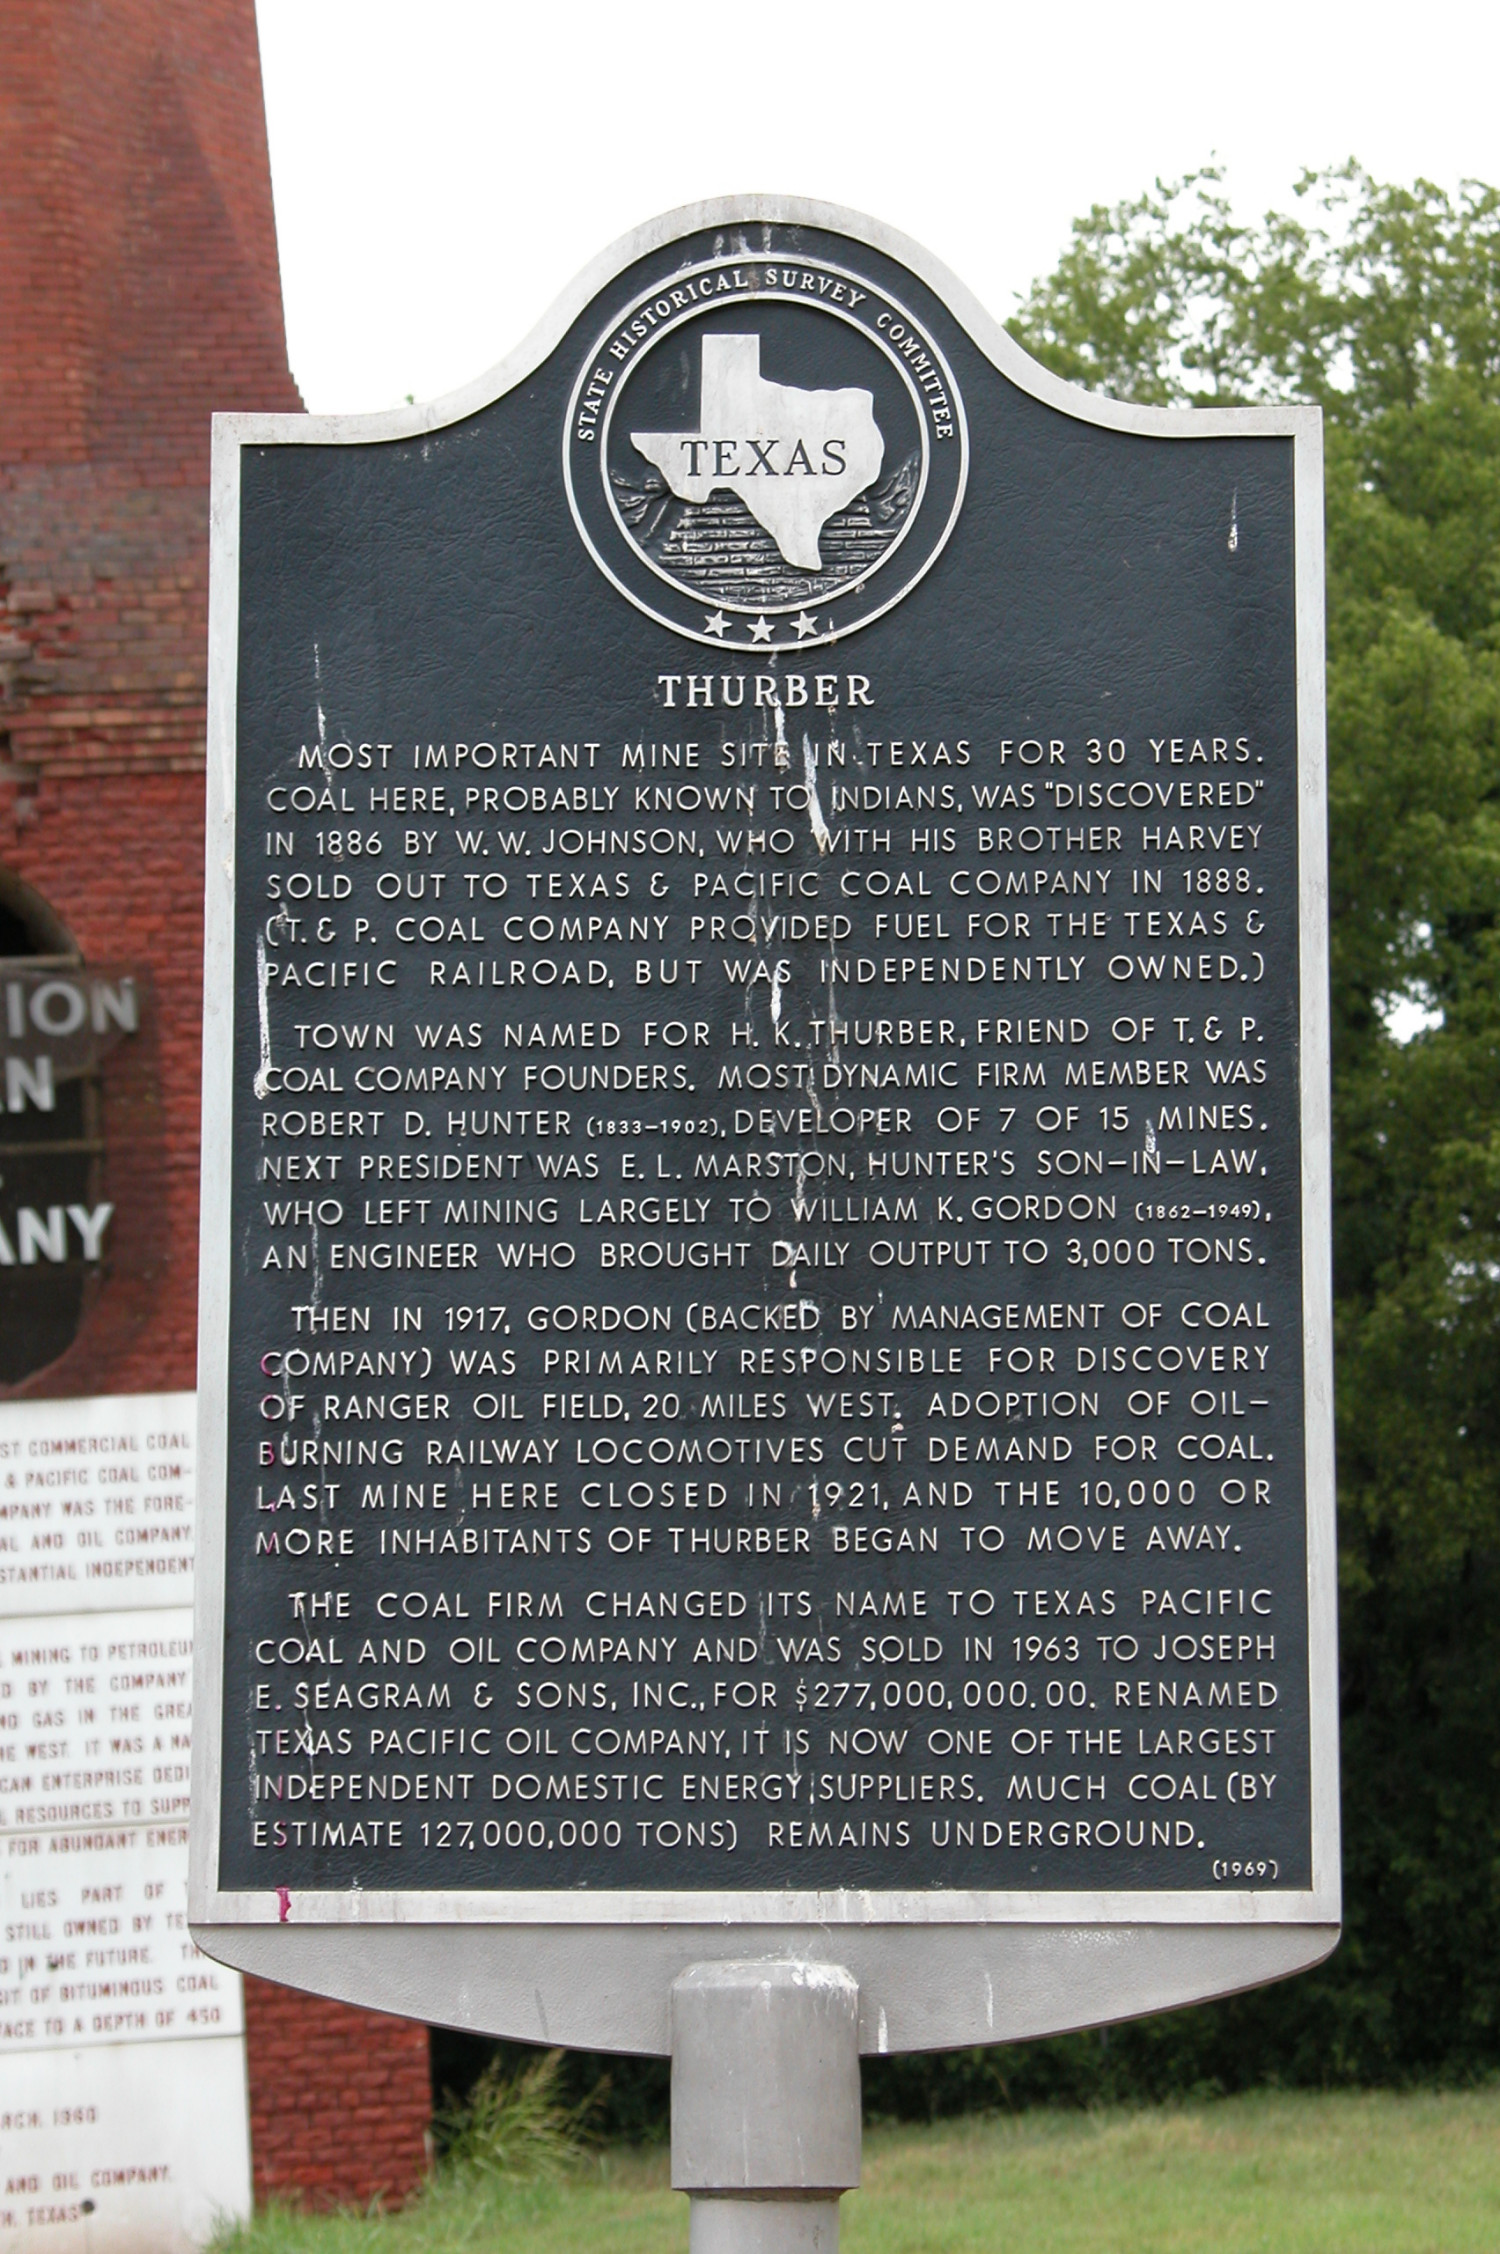 STATE HISTORICAL SURVEY COMMITTEE
TEXAS
THURBER
MOST IMPORTANT MINE SITE IN TEXAS FOR 30 YEARS.
COAL HERE, PROBABLY KNOWN TO INDIANS, WAS "DISCOVERED"
IN 1886 BY W. W. JOHNSON, WHO WITH HIS BROTHER HARVEY
SOLD OUT TO TEXAS & PACIFIC COAL COMPANY IN 1888.
(T. & P. COAL COMPANY PROVIDED FUEL FOR THE TEXAS &
PACIFIC RAILROAD, BUT WAS INDEPENDENTLY OWNED.)
TOWN WAS NAMED FOR H. K. THURBER, FRIEND OF T. & P.
COAL COMPANY FOUNDERS. MOST DYNAMIC FIRM MEMBER WAS
ROBERT D. HUNTER (1833-1902), DEVELOPER OF 7 OF 15 MINES.
NEXT PRESIDENT WAS E. L. MARSTON, HUNTER'S SON-IN-LAW,
WHO LEFT MINING LARGELY TO WILLIAM K. GORDON (1862-1949),
AN ENGINEER WHO BROUGHT DAILY OUTPUT TO 3,000 TONS.
THEN IN 1917, GORDON (BACKED BY MANAGEMENT OF COAL
COMPANY) WAS PRIMARILY RESPONSIBLE FOR DISCOVERY
OF RANGER OIL FIELD, 20 MILES WEST. ADOPTION OF OIL-
BURNING RAILWAY LOCOMOTIVES CUT DEMAND FOR COAL.
LAST MINE HERE CLOSED IN 1921, AND THE 10,000 OR
MORE INHABITANTS OF THURBER BEGAN TO MOVE AWAY.
THE COAL FIRM CHANGED ITS NAME TO TEXAS PACIFIC
COAL AND OIL COMPANY AND WAS SOLD IN 1963 TO JOSEPH
E. SEAGRAM & SONS, INC., FOR $277,000,000.00. RENAMED
TEXAS PACIFIC OIL COMPANY, IT IS NOW ONE OF THE LARGEST
INDEPENDENT DOMESTIC ENERGY SUPPLIERS. MUCH COAL (BY
ESTIMATE 127,000,000 TONS) REMAINS UNDERGROUND.
(1969)
COMMERCIAL COAL
& PACIFIC COAL COM-
WAS THE FORE-
AND OIL COMPANY
INDEPENDENT
MINING TO
BY THE COMPANY
GAS IN THE
WEST. IT WAS A
ENTERPRISE
RESOURCES TO
FOR ABUNDANT
LIES PART OF
STILL OWNED BY
IN THE FUTURE.
OF BITUMINOUS COAL
TO A DEPTH OF 450
1960
AND OIL COMPANY.
TEXAS